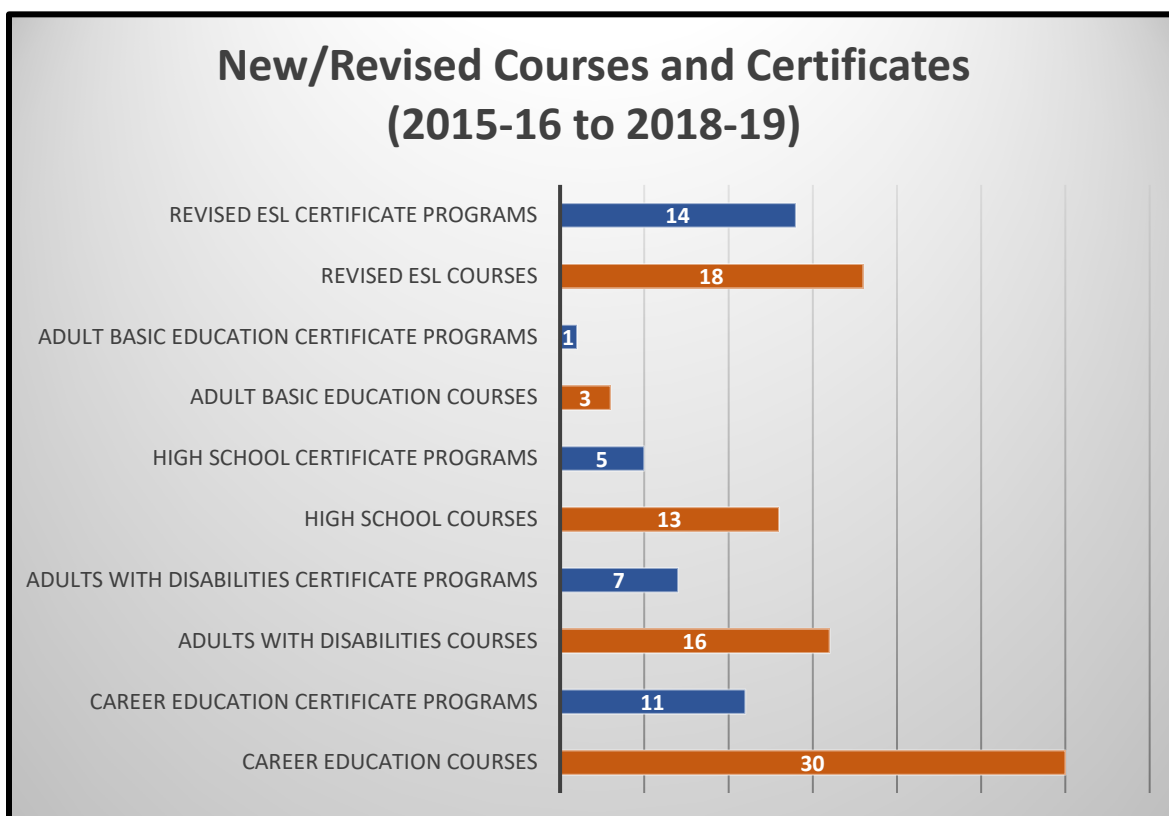 New/Revised Courses and Certificates
(2015-16 to 2018-19)
REVISED ESL CERTIFICATE PROGRAMS 14
REVISED ESL COURSES 18
ADULT BASIC EDUCATION CERTIFICATE PROGRAMS 1
ADULT BASIC EDUCATION COURSES 3
HIGH SCHOOL CERTIFICATE PROGRAMS 5
HIGH SCHOOL COURSES 13
ADULTS WITH DISABILITIES CERTIFICATE PROGRAMS 7
ADULTS WITH DISABILITIES COURSES 16
CAREER EDUCATION CERTIFICATE PROGRAMS 11
CAREER EDUCATION COURSES 30